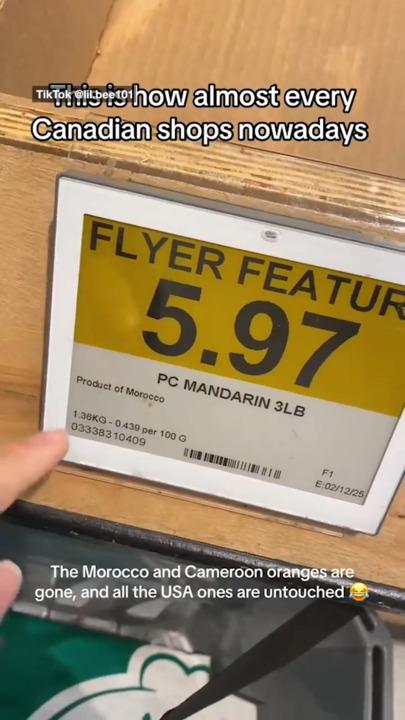 TikTok @lil.bee101
This is how almost every
Canadian shops nowadays
FLYER FEATUR
5.97
PC MANDARIN 3LB
Product of Morocco
1.36KG - 0.439 per 100 G
03338310409
F1
E:02/12/25
The Morocco and Cameroon oranges are
gone, and all the USA ones are untouched 😂